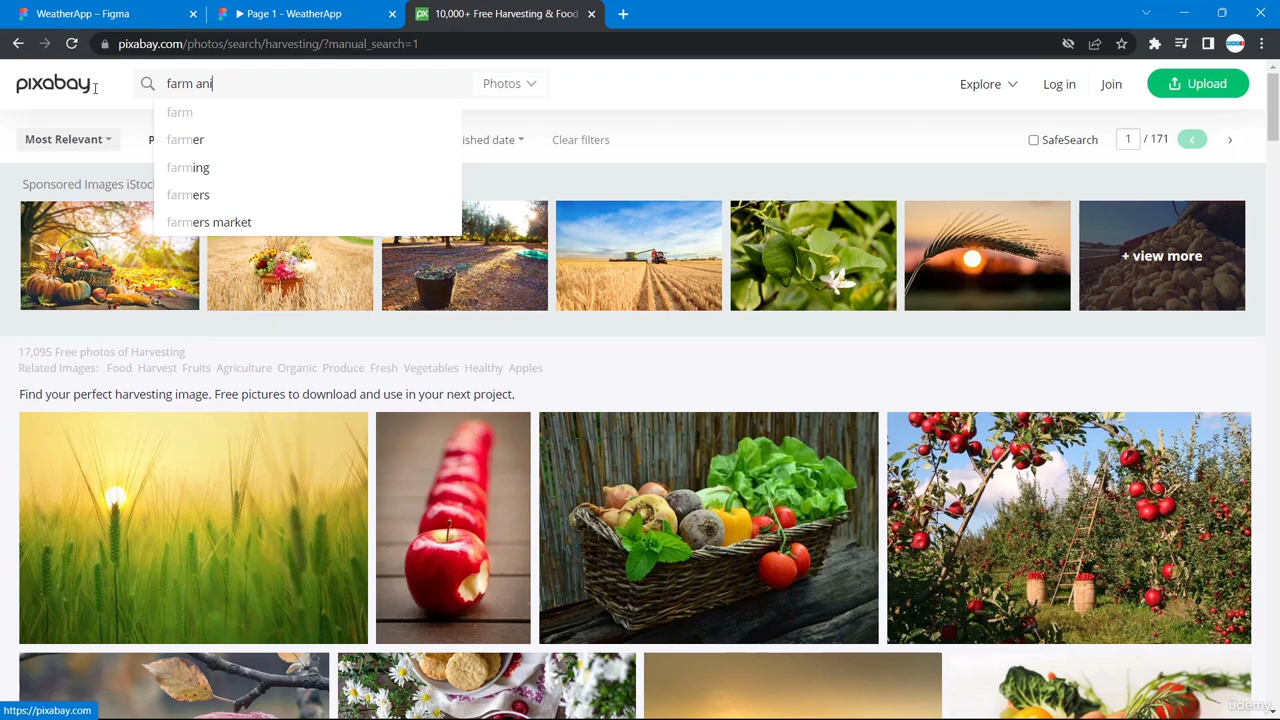 WeatherApp – Figma
Page 1 - WeatherApp
10,000+ Free Harvesting & Food
pixabay.com/photos/search/harvesting/?manual_search=1
pixabay
farm ani
Photos
Explore
Log in
Join
Upload
farm
farmer
farming
farmers
farmers market
Most Relevant
P
ished date
Clear filters
SafeSearch
1 / 171
Sponsored Images iStoc
+ view more
17,095 Free photos of Harvesting
Related Images: Food Harvest Fruits Agriculture Organic Produce Fresh Vegetables Healthy Apples
Find your perfect harvesting image. Free pictures to download and use in your next project.
https://pixabay.com
ûdemy